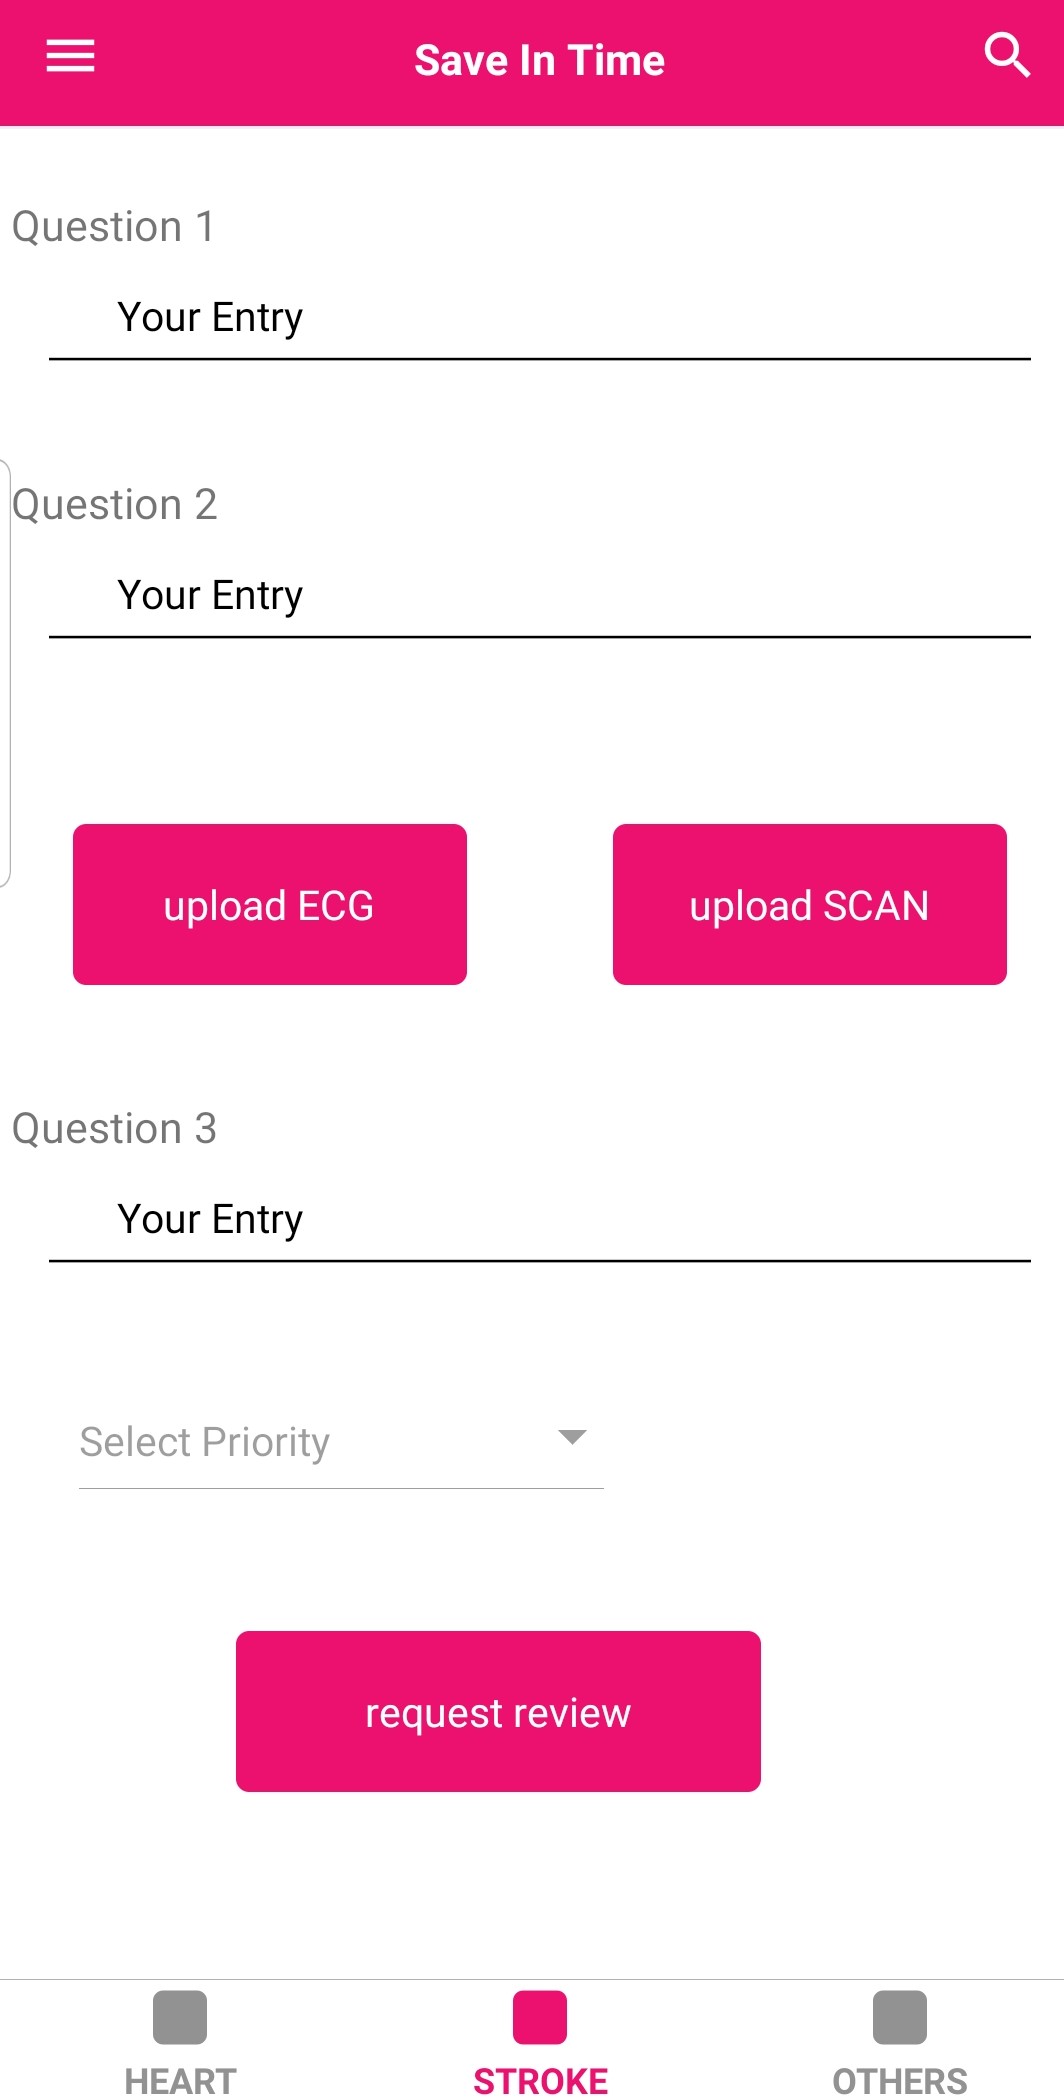 Save In Time
Question 1
Your Entry
Question 2
Your Entry
upload ECG
upload SCAN
Question 3
Your Entry
Select Priority
request review
HEART
STROKE
OTHERS